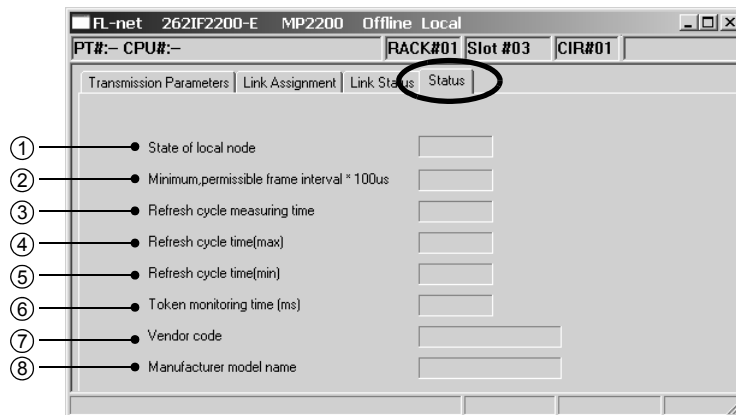 FL-net 262IF2200-E MP2200 Offline Local
PT#:– CPU#:– RACK#01 Slot #03 CIR#01
Transmission Parameters Link Assignment Link Status Status
① State of local node
② Minimum,permissible frame interval * 100us
③ Refresh cycle measuring time
④ Refresh cycle time(max)
⑤ Refresh cycle time(min)
⑥ Token monitoring time (ms)
⑦ Vendor code
⑧ Manufacturer model name